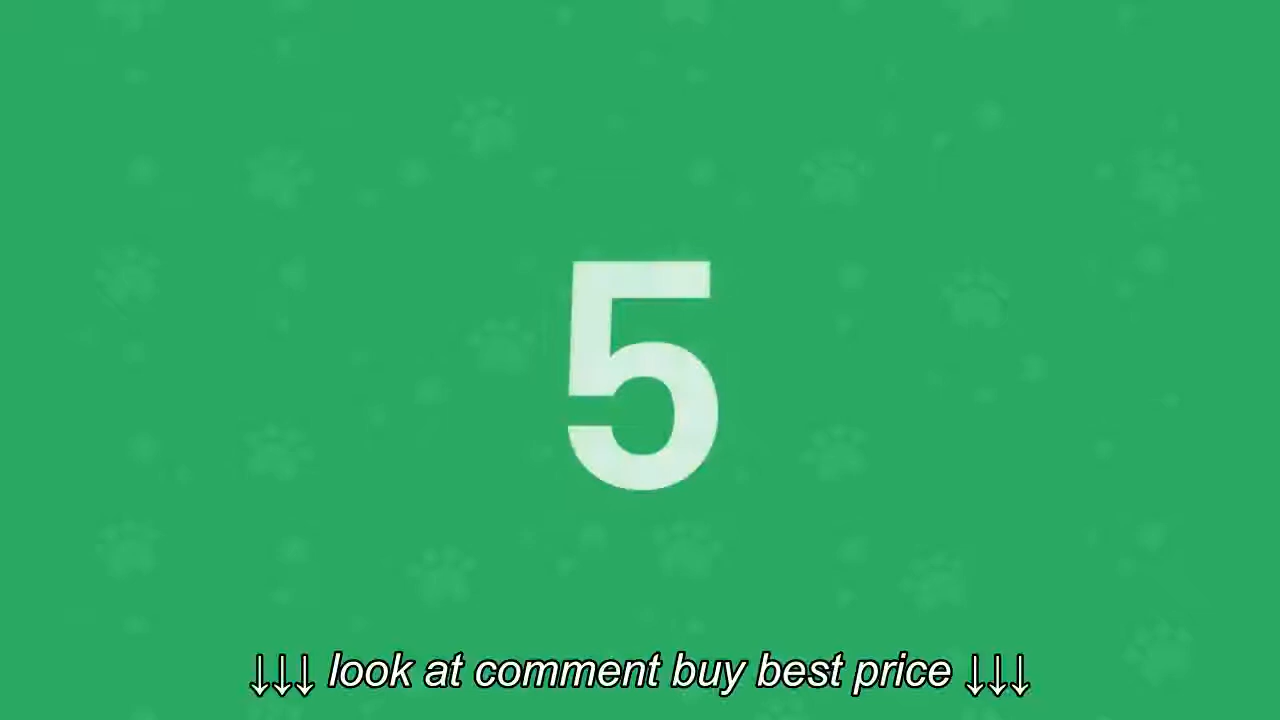 5
↓↓↓ look at comment buy best price ↓↓↓